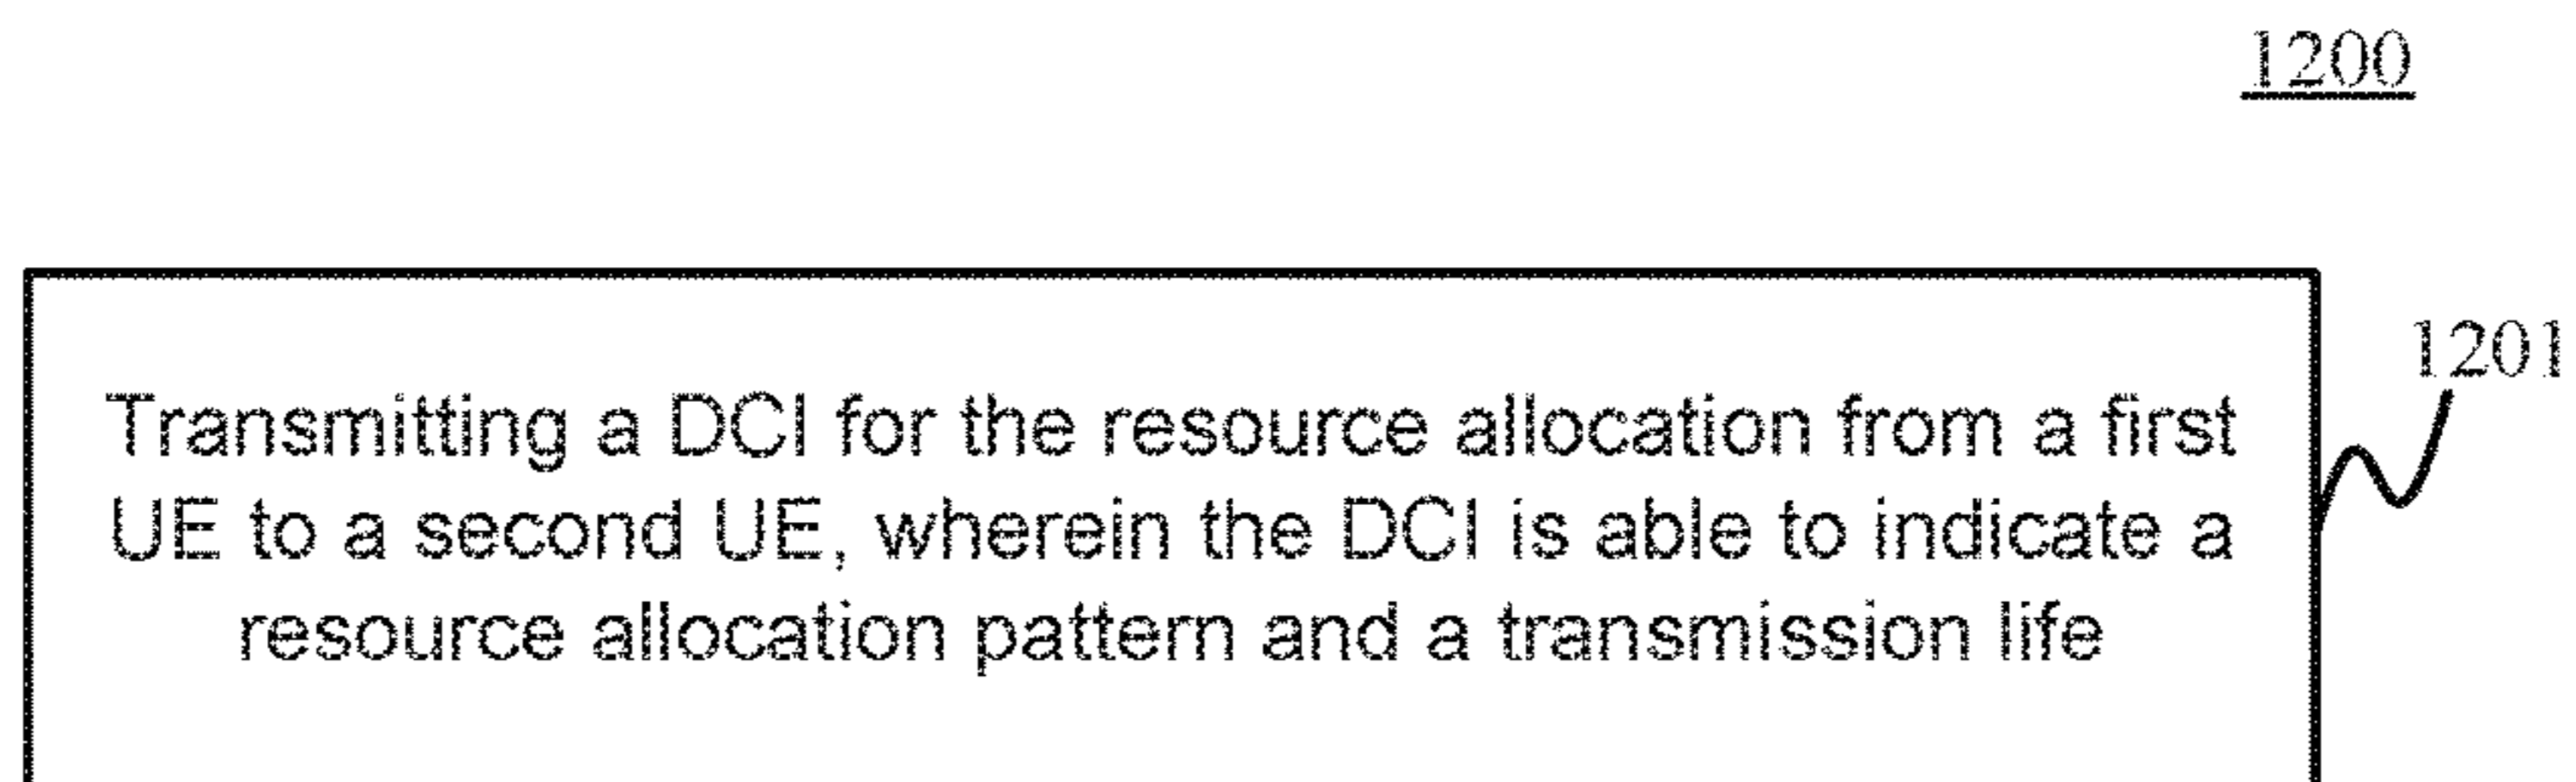 1200
1201
Transmitting a DCI for the resource allocation from a first
UE to a second UE, wherein the DCI is able to indicate a
resource allocation pattern and a transmission life